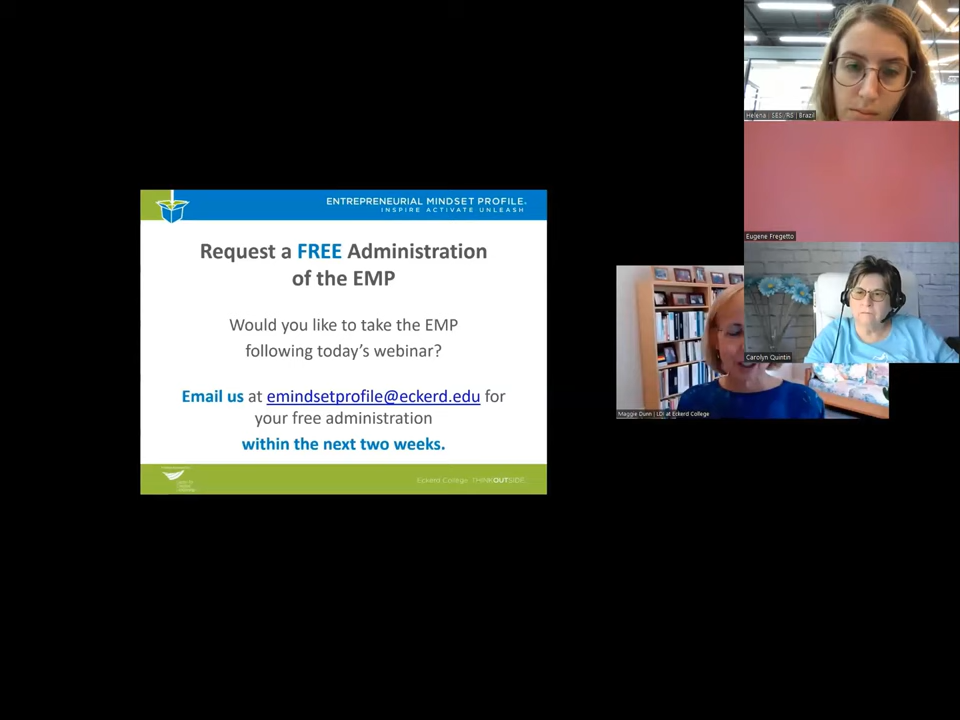 ENTREPRENEURIAL MINDSET PROFILE
INSPIRE ACTIVATE UNLEASH
Request a FREE Administration
of the EMP
Would you like to take the EMP
following today's webinar?
Email us at emindsetprofile@eckerd.edu for
your free administration
within the next two weeks.
Eckerd College THINKOUTSIDE
Helena
Brazil
Eugene Fregetto
Carolyn Quintin
Maggie Dunn | LDI at Eckerd College